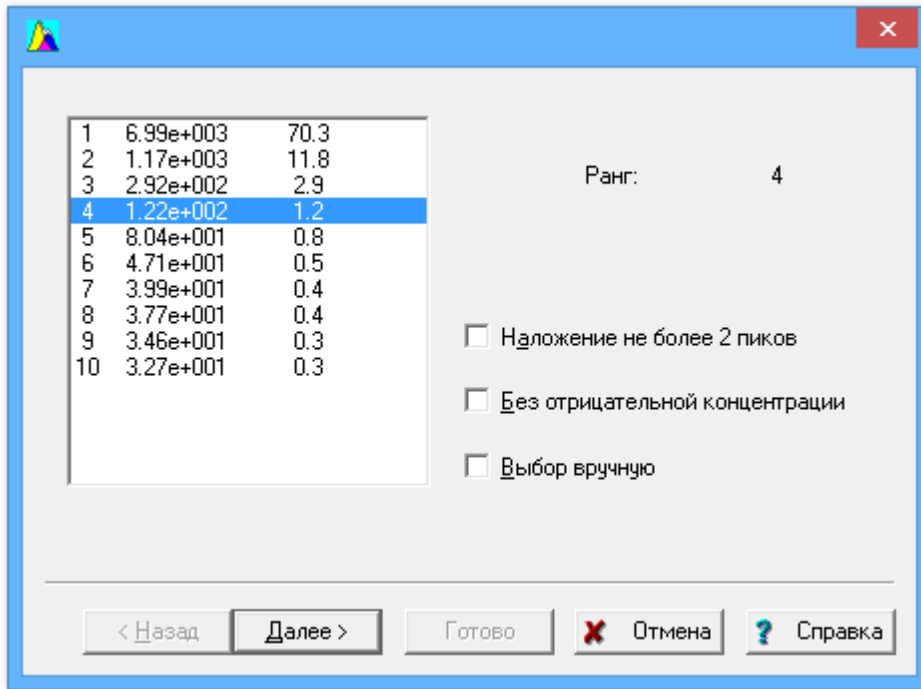 1 6.99e+003 70.3
2 1.17e+003 11.8
3 2.92e+002 2.9
4 1.22e+002 1.2
5 8.04e+001 0.8
6 4.71e+001 0.5
7 3.99e+001 0.4
8 3.77e+001 0.4
9 3.46e+001 0.3
10 3.27e+001 0.3
Ранг: 4
Наложение не более 2 пиков
Без отрицательной концентрации
Выбор вручную
< Назад Далее > Готово Отмена ? Справка